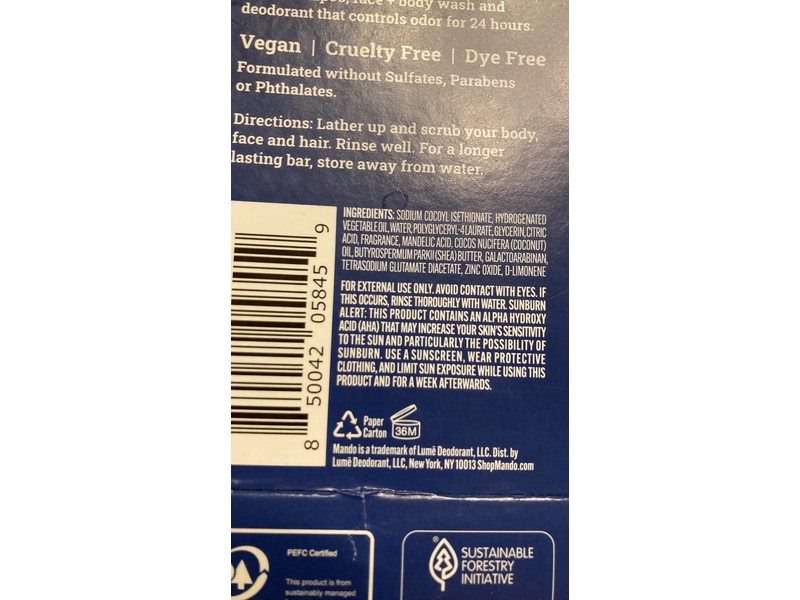 face + body wash and
deodorant that controls odor for 24 hours.
Vegan | Cruelty Free | Dye Free
Formulated without Sulfates, Parabens
or Phthalates.
Directions: Lather up and scrub your body,
face and hair. Rinse well. For a longer
lasting bar, store away from water.
INGREDIENTS: SODIUM COCOYL ISETHIONATE, HYDROGENATED
VEGETABLE OIL, WATER, POLYGLYCERYL-4 LAURATE, GLYCERIN, CITRIC
ACID, FRAGRANCE, MANDELIC ACID, COCOS NUCIFERA (COCONUT)
OIL, BUTYROSPERMUM PARKII (SHEA) BUTTER, GALACTOARABINAN,
TETRASODIUM GLUTAMATE DIACETATE, ZINC OXIDE, D-LIMONENE
FOR EXTERNAL USE ONLY. AVOID CONTACT WITH EYES. IF
THIS OCCURS, RINSE THOROUGHLY WITH WATER. SUNBURN
ALERT: THIS PRODUCT CONTAINS AN ALPHA HYDROXY
ACID (AHA) THAT MAY INCREASE YOUR SKIN'S SENSITIVITY
TO THE SUN AND PARTICULARLY THE POSSIBILITY OF
SUNBURN. USE A SUNSCREEN, WEAR PROTECTIVE
CLOTHING, AND LIMIT SUN EXPOSURE WHILE USING THIS
PRODUCT AND FOR A WEEK AFTERWARDS.
8 50042 05845 9
Paper
Carton
36M
Mando is a trademark of Lumē Deodorant, LLC. Dist. by
Lumē Deodorant, LLC, New York, NY 10013 ShopMando.com
PEFC Certified
This product is from
sustainably managed
®
SUSTAINABLE
FORESTRY
INITIATIVE